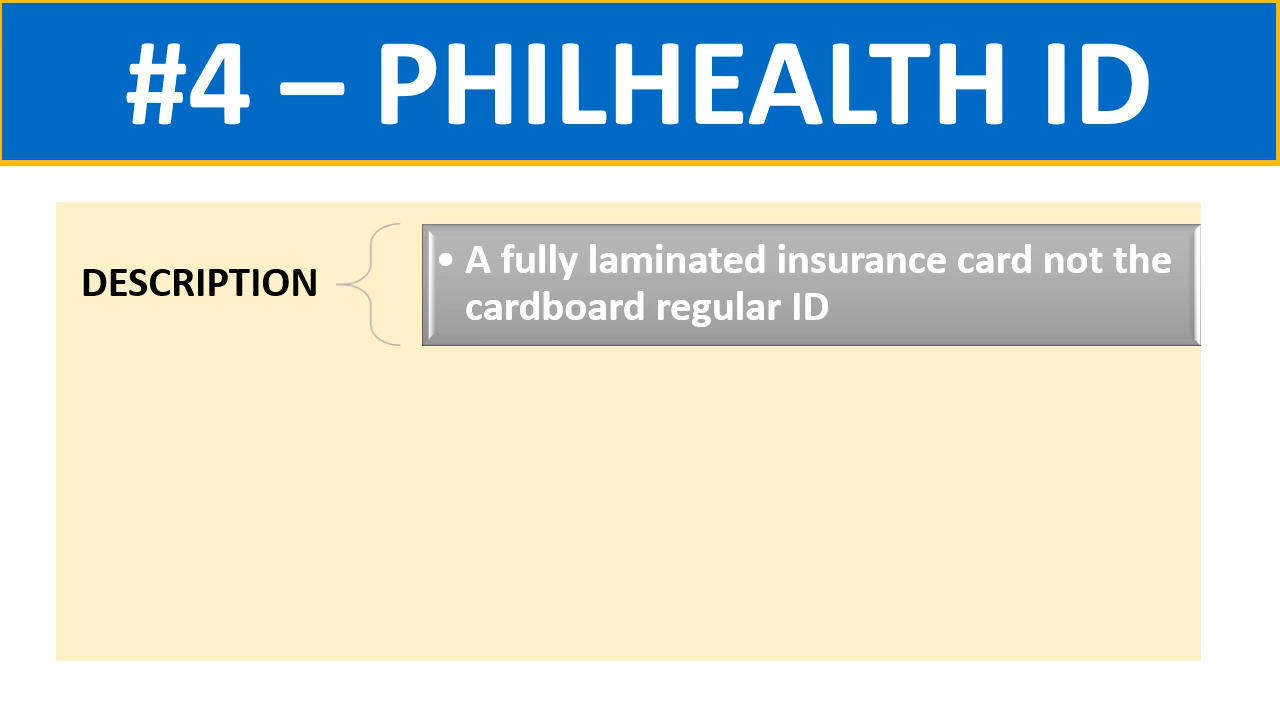 #4 – PHILHEALTH ID
DESCRIPTION
• A fully laminated insurance card not the
cardboard regular ID